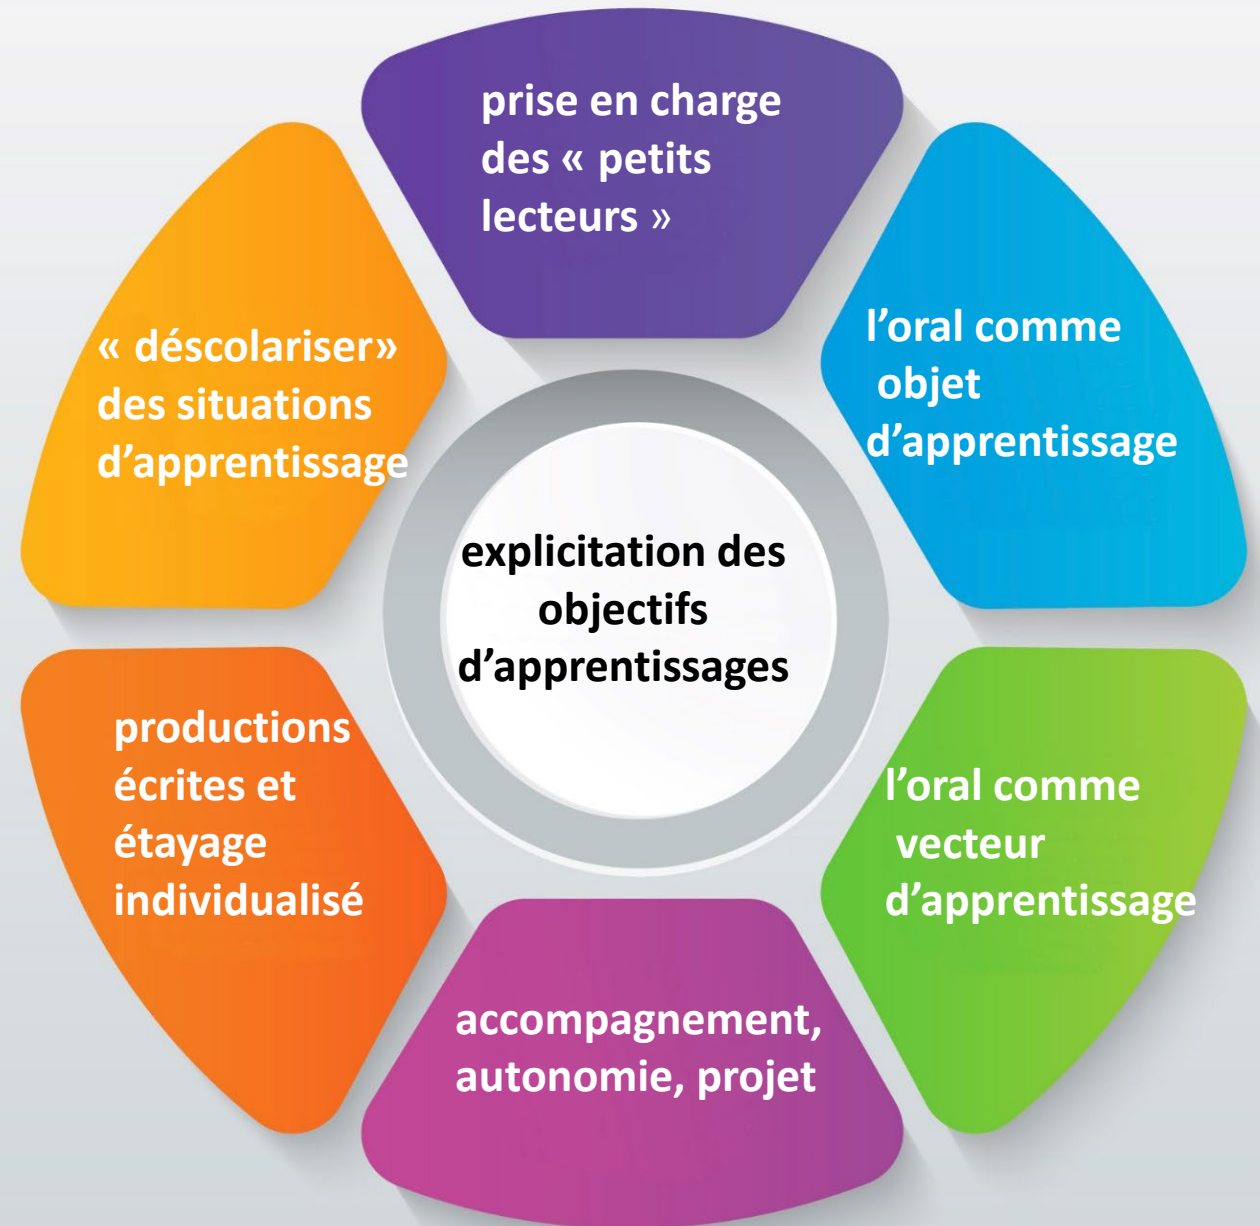 prise en charge
des « petits
lecteurs »
l’oral comme
objet
d’apprentissage
l’oral comme
vecteur
d’apprentissage
accompagnement,
autonomie, projet
productions
écrites et
étayage
individualisé
« déscolariser»
des situations
d’apprentissage
explicitation des
objectifs
d’apprentissages